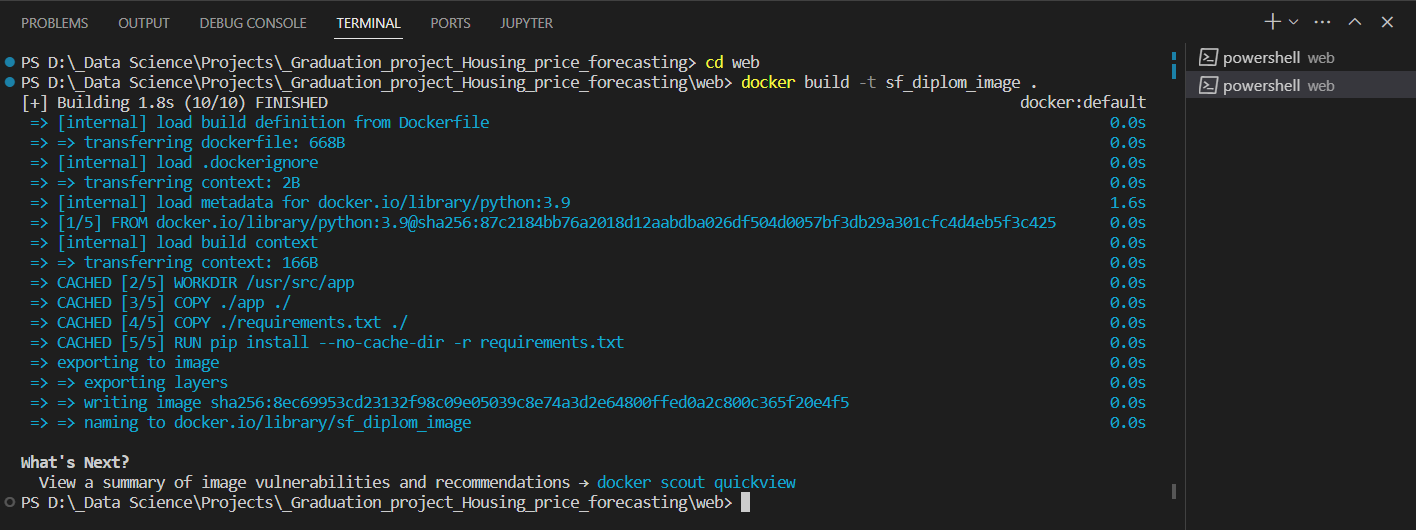 PROBLEMS OUTPUT DEBUG CONSOLE TERMINAL PORTS JUPYTER
PS D:\_Data Science\Projects\_Graduation_project_Housing_price_forecasting> cd web
PS D:\_Data Science\Projects\_Graduation_project_Housing_price_forecasting\web> docker build -t sf_diplom_image .
[+] Building 1.8s (10/10) FINISHED docker:default
=> [internal] load build definition from Dockerfile 0.0s
=> => transferring dockerfile: 668B 0.0s
=> [internal] load .dockerignore 0.0s
=> => transferring context: 2B 0.0s
=> [internal] load metadata for docker.io/library/python:3.9 1.6s
=> [1/5] FROM docker.io/library/python:3.9@sha256:87c2184bb76a2018d12aabdba026df504d0057bf3db29a301cfc4d4eb5f3c425 0.0s
=> [internal] load build context 0.0s
=> => transferring context: 166B 0.0s
=> CACHED [2/5] WORKDIR /usr/src/app 0.0s
=> CACHED [3/5] COPY ./app ./ 0.0s
=> CACHED [4/5] COPY ./requirements.txt ./ 0.0s
=> CACHED [5/5] RUN pip install --no-cache-dir -r requirements.txt 0.0s
=> exporting to image 0.0s
=> => exporting layers 0.0s
=> => writing image sha256:8ec69953cd23132f98c09e05039c8e74a3d2e64800ffed0a2c800c365f20e4f5 0.0s
=> => naming to docker.io/library/sf_diplom_image 0.0s
What's Next?
View a summary of image vulnerabilities and recommendations → docker scout quickview
PS D:\_Data Science\Projects\_Graduation_project_Housing_price_forecasting\web>
powershell web
powershell web